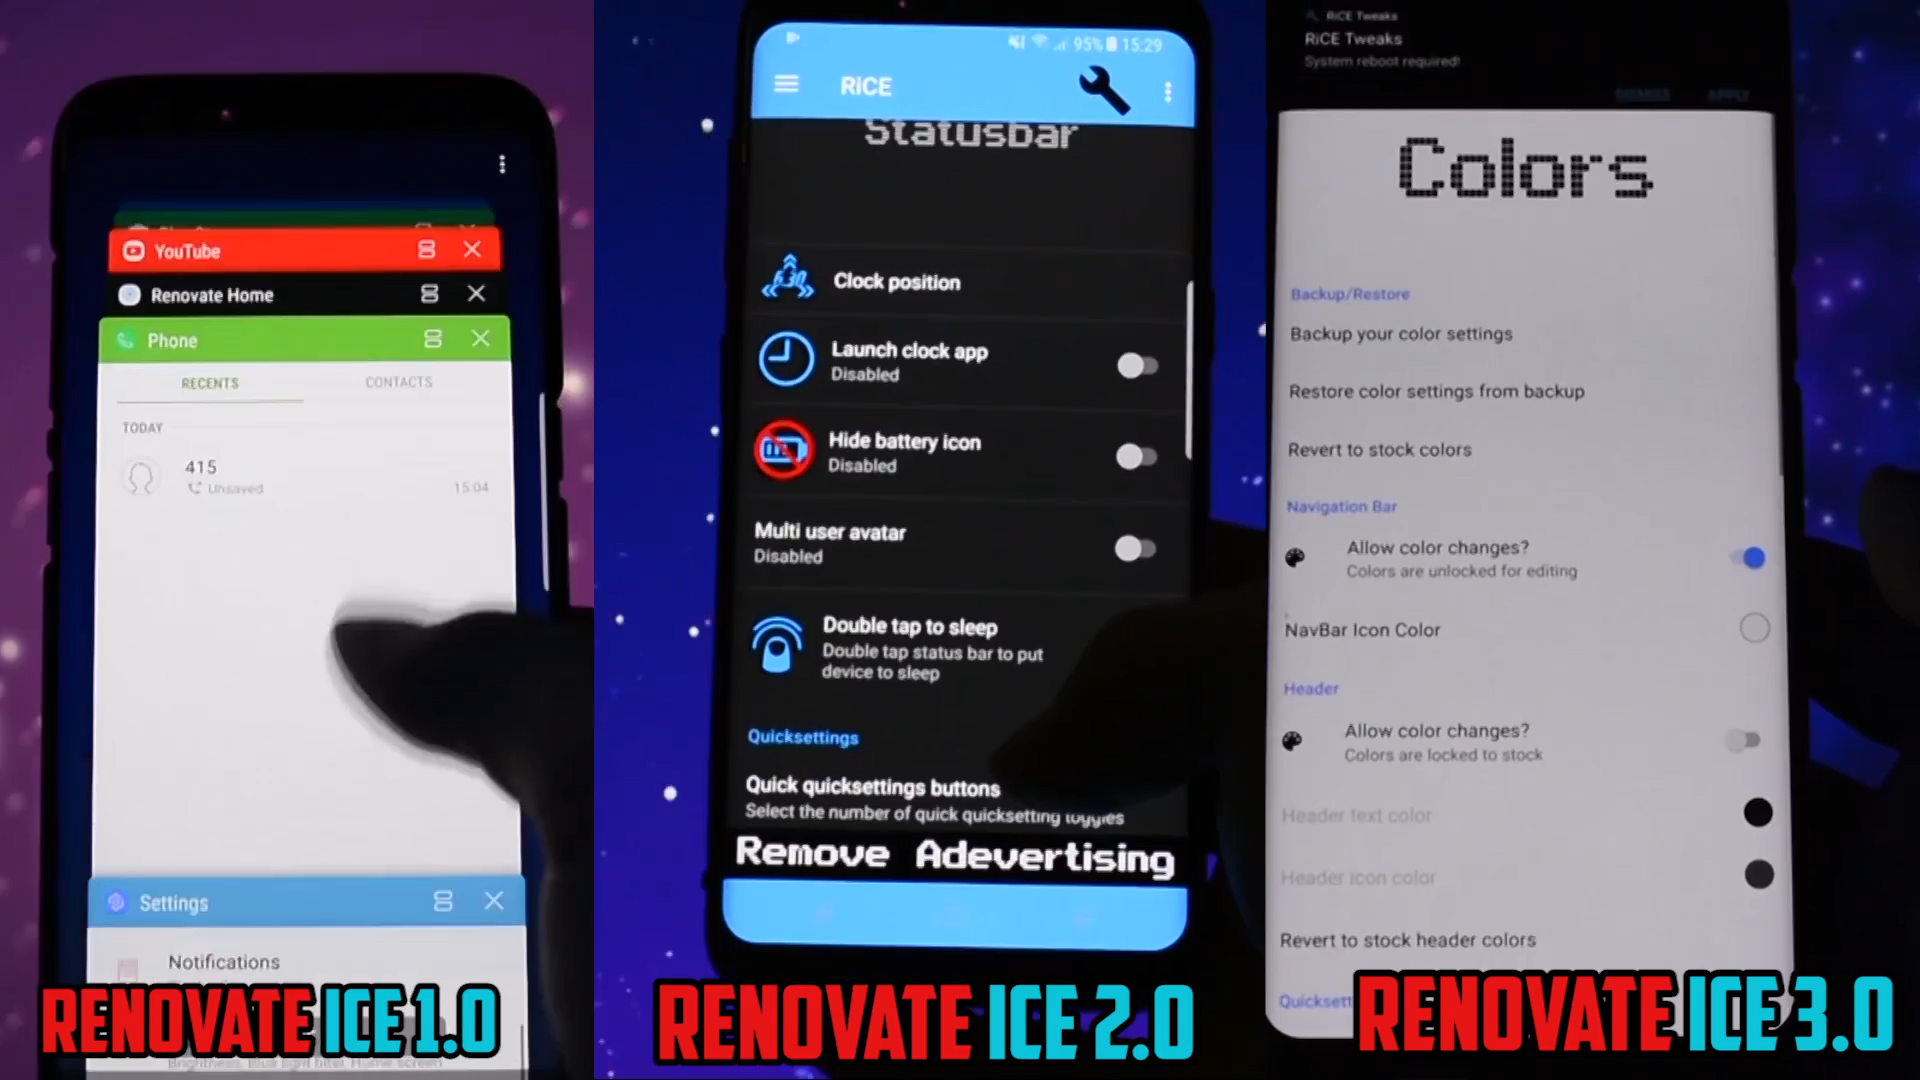 YouTube
Renovate Home
Phone
RECENTS
CONTACTS
TODAY
415
Unsaved
15:04
Settings
Notifications
RENOVATE ICE 1.0
95%
15:29
RiCE
Statusbar
Clock position
Launch clock app
Disabled
Hide battery icon
Disabled
Multi user avatar
Disabled
Double tap to sleep
Double tap status bar to put
device to sleep
Quicksettings
Quick quicksettings buttons
Select the number of quick quicksetting toggles
Remove Adevertising
RENOVATE ICE 2.0
RiCE Tweaks
RiCE Tweaks
System reboot required!
DISMISS
APPLY
Colors
Backup/Restore
Backup your color settings
Restore color settings from backup
Revert to stock colors
Navigation Bar
Allow color changes?
Colors are unlocked for editing
NavBar Icon Color
Header
Allow color changes?
Colors are locked to stock
Header text color
Header icon color
Revert to stock header colors
RENOVATE ICE 3.0